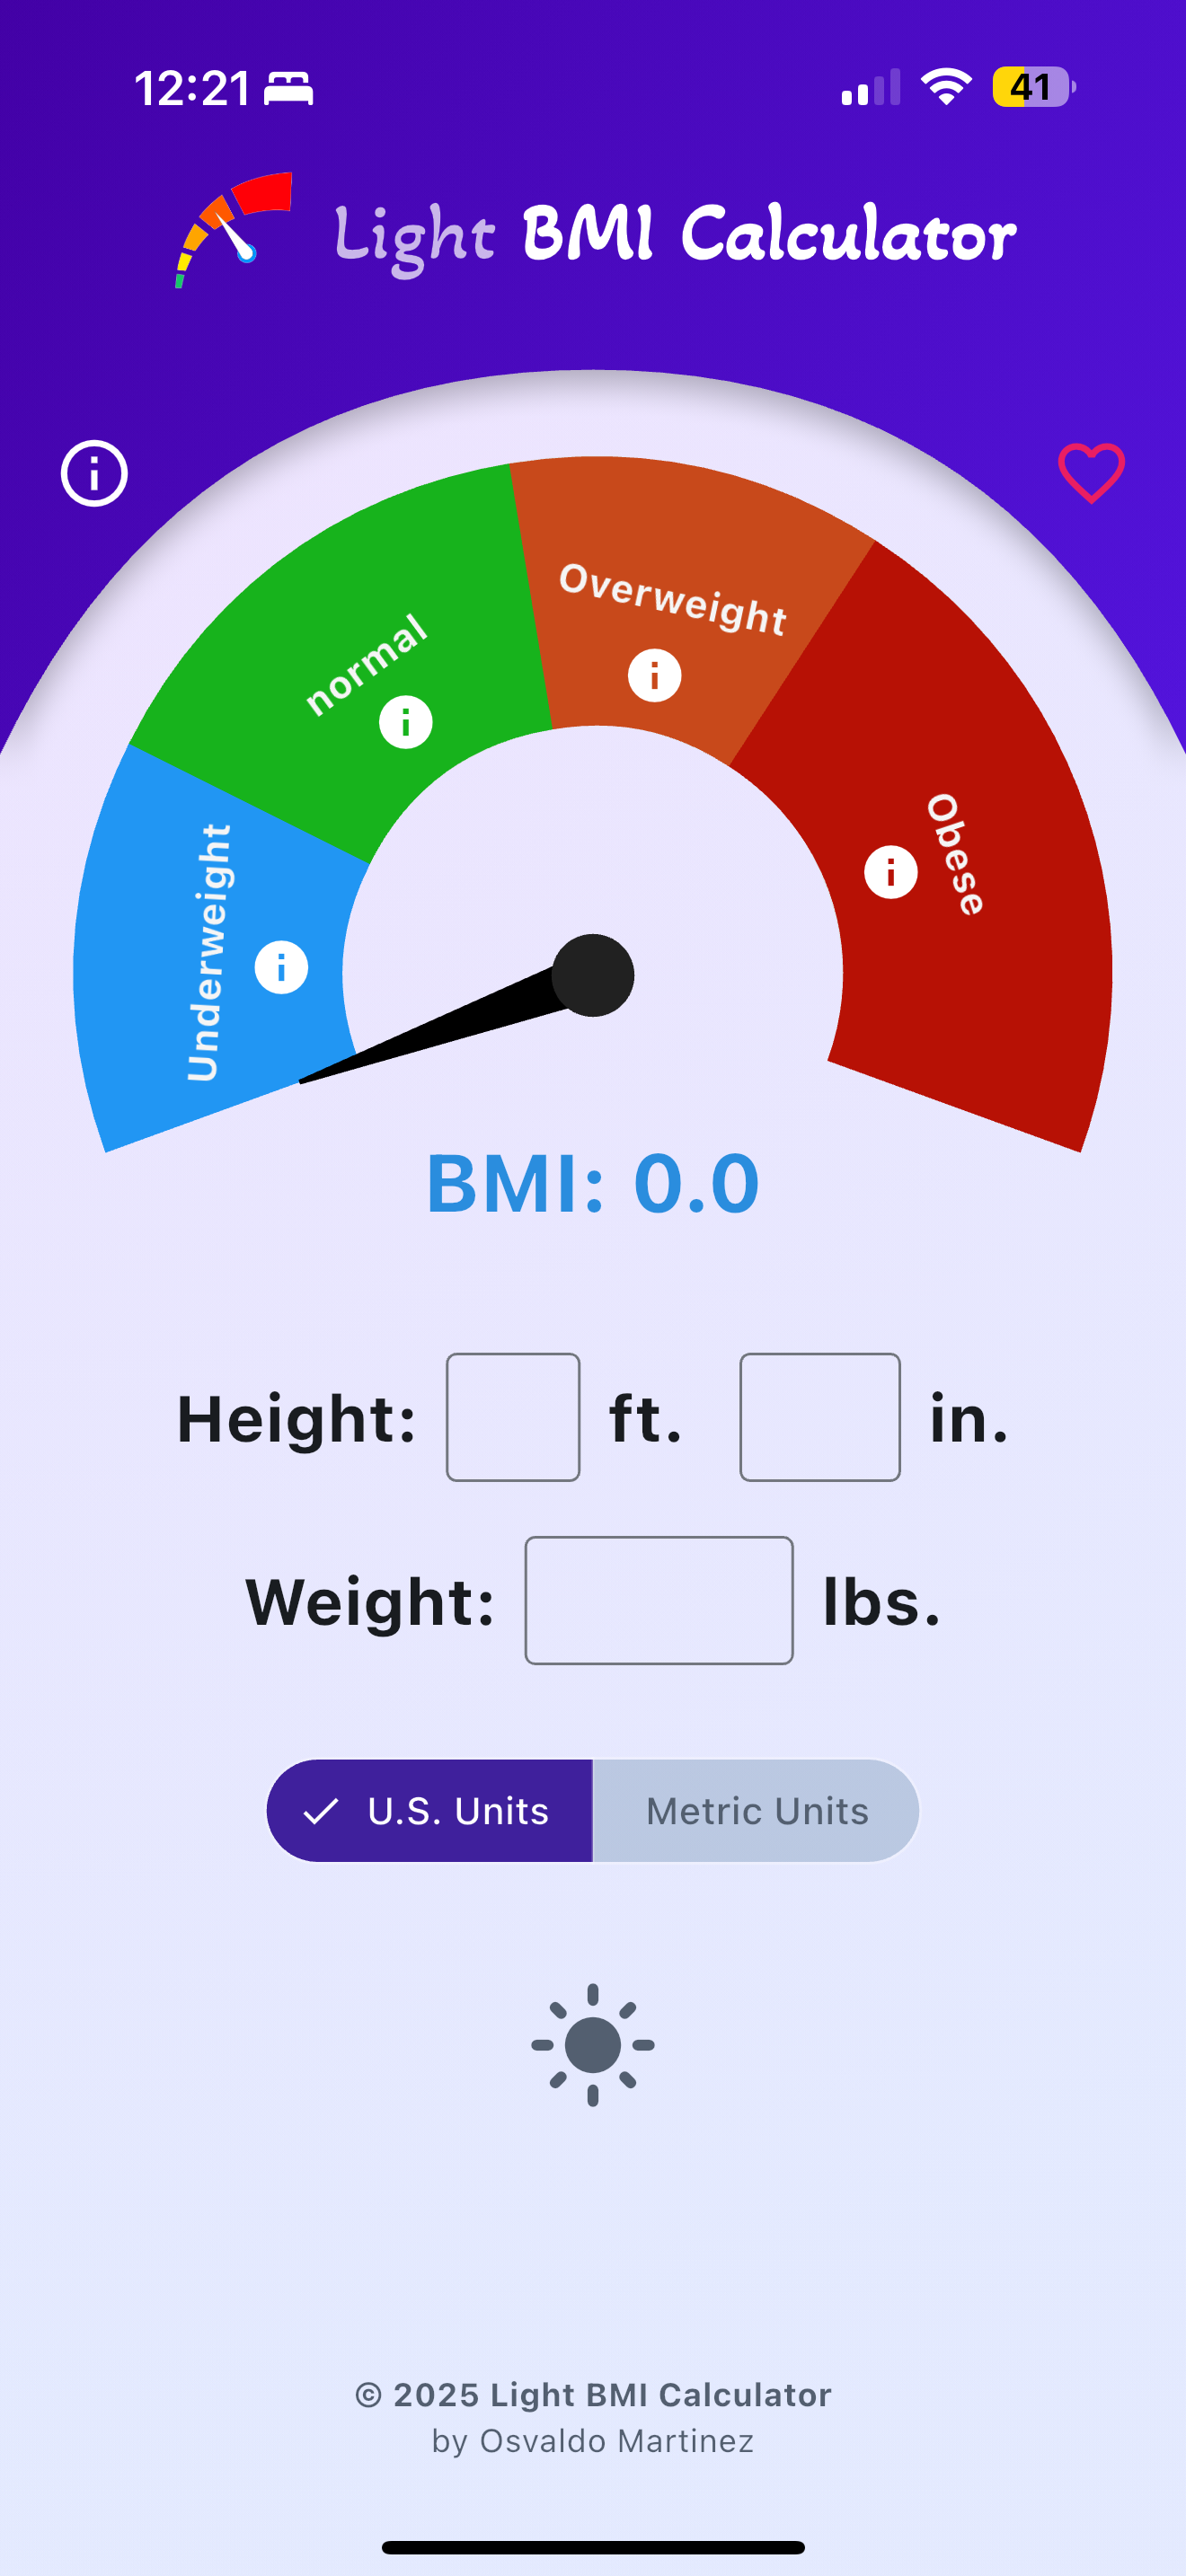 12:21
41
Light BMI Calculator
Overweight
normal
Obese
Underweight
BMI: 0.0
Height: ft. in.
Weight: lbs.
U.S. Units Metric Units
© 2025 Light BMI Calculator
by Osvaldo Martinez